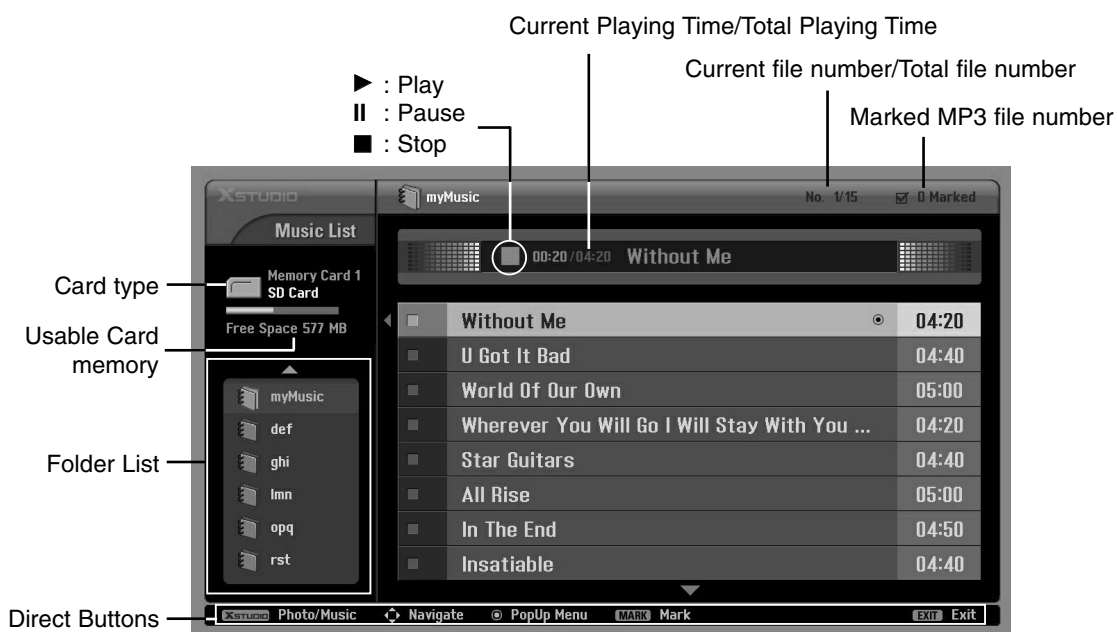 Current Playing Time/Total Playing Time
Current file number/Total file number
Marked MP3 file number
▶ : Play
II : Pause
■ : Stop
XSTUDIO
myMusic
No. 1/15
0 Marked
Music List
00:20/04:20 Without Me
Card type
Memory Card 1
SD Card
Usable Card
memory
Free Space 577 MB
Without Me 04:20
U Got It Bad 04:40
World Of Our Own 05:00
Wherever You Will Go I Will Stay With You ... 04:20
Star Guitars 04:40
All Rise 05:00
In The End 04:50
Insatiable 04:40
Folder List
myMusic
def
ghi
lmn
opq
rst
Direct Buttons
XSTUDIO Photo/Music Navigate PopUp Menu MARK Mark EXIT Exit